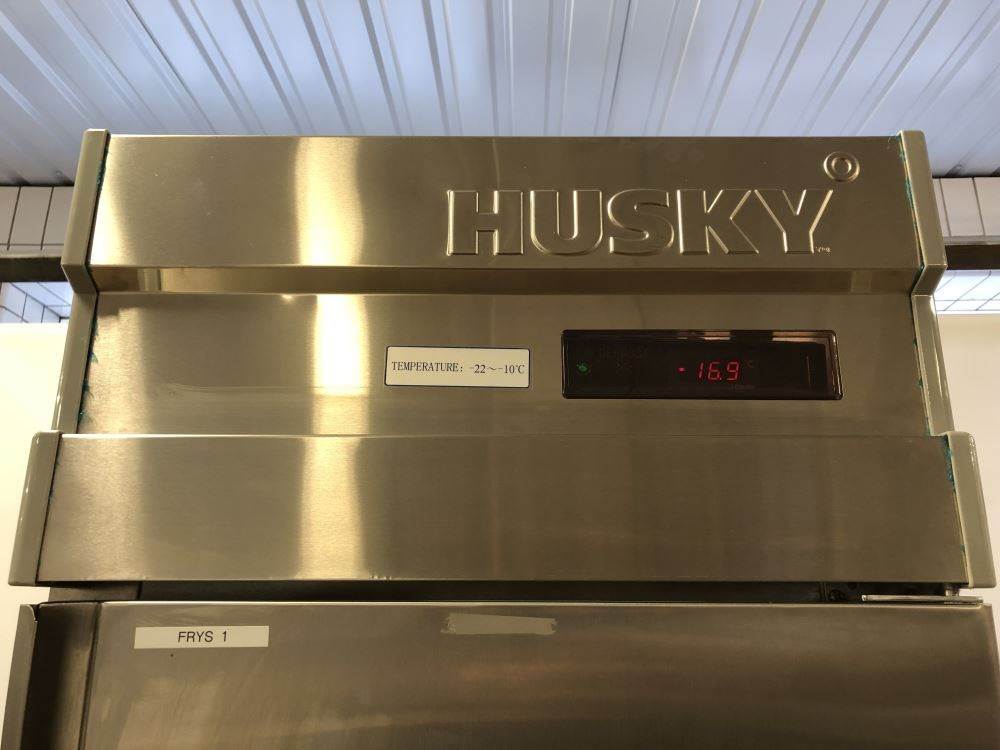 HUSKY
TEMPERATURE: -22～-10℃
-16.9 °C
FRYS 1